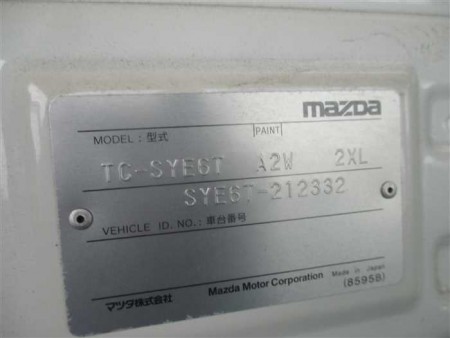 mazda
MODEL : 型式 PAINT
TC-SYE6T A2W 2XL
SYE6T-212332
VEHICLE ID. NO. : 車台番号
マツダ株式会社 Mazda Motor Corporation Made in Japan
(8595B)